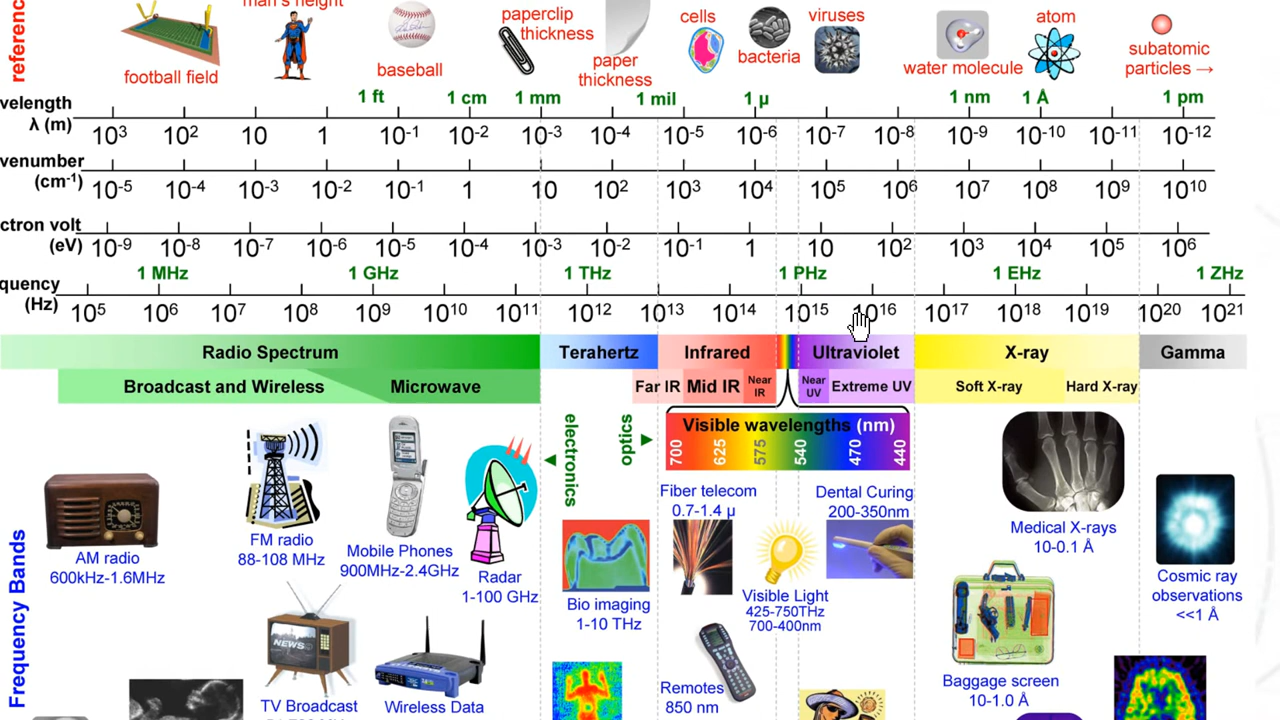 referenc
football field
man's height
baseball
paperclip
thickness
paper
thickness
cells
bacteria
viruses
water molecule
atom
subatomic
particles →
velength
λ (m)
1 ft
1 cm
1 mm
1 mil
1 µ
1 nm
1 Å
1 pm
10³ 10² 10 1 10⁻¹ 10⁻² 10⁻³ 10⁻⁴ 10⁻⁵ 10⁻⁶ 10⁻⁷ 10⁻⁸ 10⁻⁹ 10⁻¹⁰ 10⁻¹¹ 10⁻¹²
venumber
(cm⁻¹)
10⁻⁵ 10⁻⁴ 10⁻³ 10⁻² 10⁻¹ 1 10 10² 10³ 10⁴ 10⁵ 10⁶ 10⁷ 10⁸ 10⁹ 10¹⁰
ctron volt
(eV)
10⁻⁹ 10⁻⁸ 10⁻⁷ 10⁻⁶ 10⁻⁵ 10⁻⁴ 10⁻³ 10⁻² 10⁻¹ 1 10 10² 10³ 10⁴ 10⁵ 10⁶
quency
(Hz)
1 MHz
1 GHz
1 THz
1 PHz
1 EHz
1 ZHz
10⁵ 10⁶ 10⁷ 10⁸ 10⁹ 10¹⁰ 10¹¹ 10¹² 10¹³ 10¹⁴ 10¹⁵ 10¹⁶ 10¹⁷ 10¹⁸ 10¹⁹ 10²⁰ 10²¹
Radio Spectrum
Terahertz
Infrared
Ultraviolet
X-ray
Gamma
Broadcast and Wireless
Microwave
Far IR
Mid IR
Near
IR
Near
UV
Extreme UV
Soft X-ray
Hard X-ray
electronics
optics
Visible wavelengths (nm)
700
625
575
540
470
440
Frequency Bands
AM radio
600kHz-1.6MHz
FM radio
88-108 MHz
Mobile Phones
900MHz-2.4GHz
Radar
1-100 GHz
Bio imaging
1-10 THz
Fiber telecom
0.7-1.4 µ
Dental Curing
200-350nm
Visible Light
425-750THz
700-400nm
Medical X-rays
10-0.1 Å
Cosmic ray
observations
<<1 Å
NEWS
TV Broadcast
Wireless Data
Remotes
850 nm
Baggage screen
10-1.0 Å